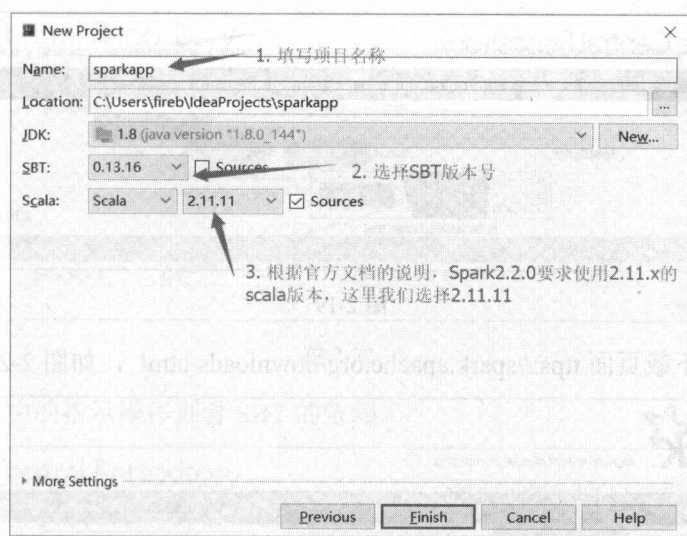 New Project
1. 填写项目名称
Name:
sparkapp
Location:
C:\Users\fireb\IdeaProjects\sparkapp
...
JDK:
1.8 (java version "1.8.0_144")
New...
SBT:
0.13.16
Sources
2. 选择SBT版本号
Scala:
Scala
2.11.11
Sources
3. 根据官方文档的说明，Spark2.2.0要求使用2.11.x的
scala版本，这里我们选择2.11.11
More Settings
Previous
Finish
Cancel
Help